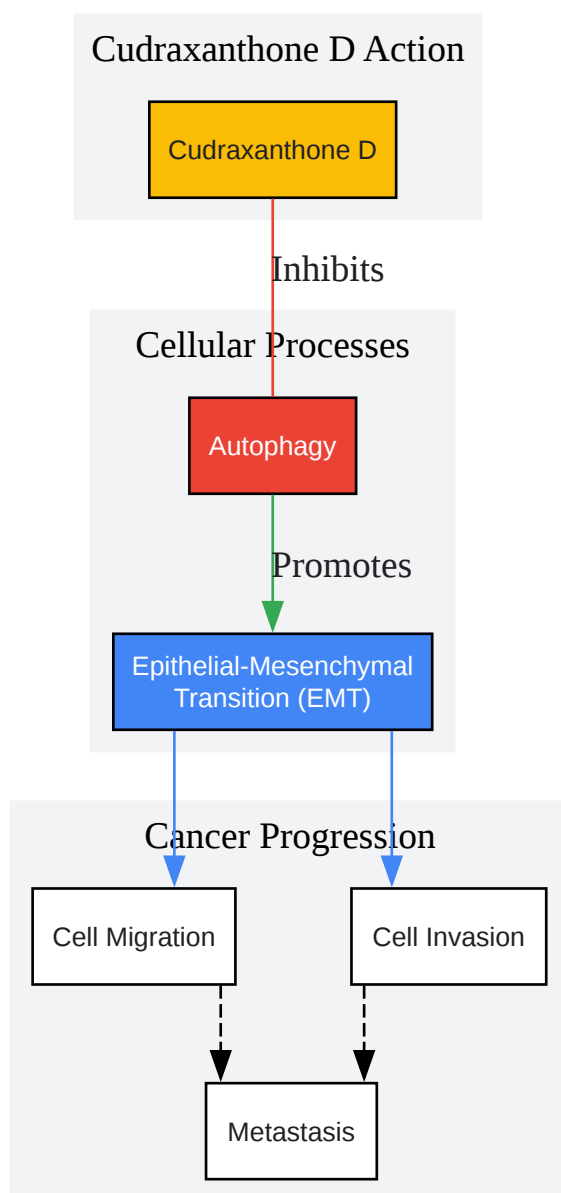 Cudraxanthone D Action
Cudraxanthone D
Inhibits
Cellular Processes
Autophagy
Promotes
Epithelial-Mesenchymal
Transition (EMT)
Cancer Progression
Cell Migration
Cell Invasion
Metastasis